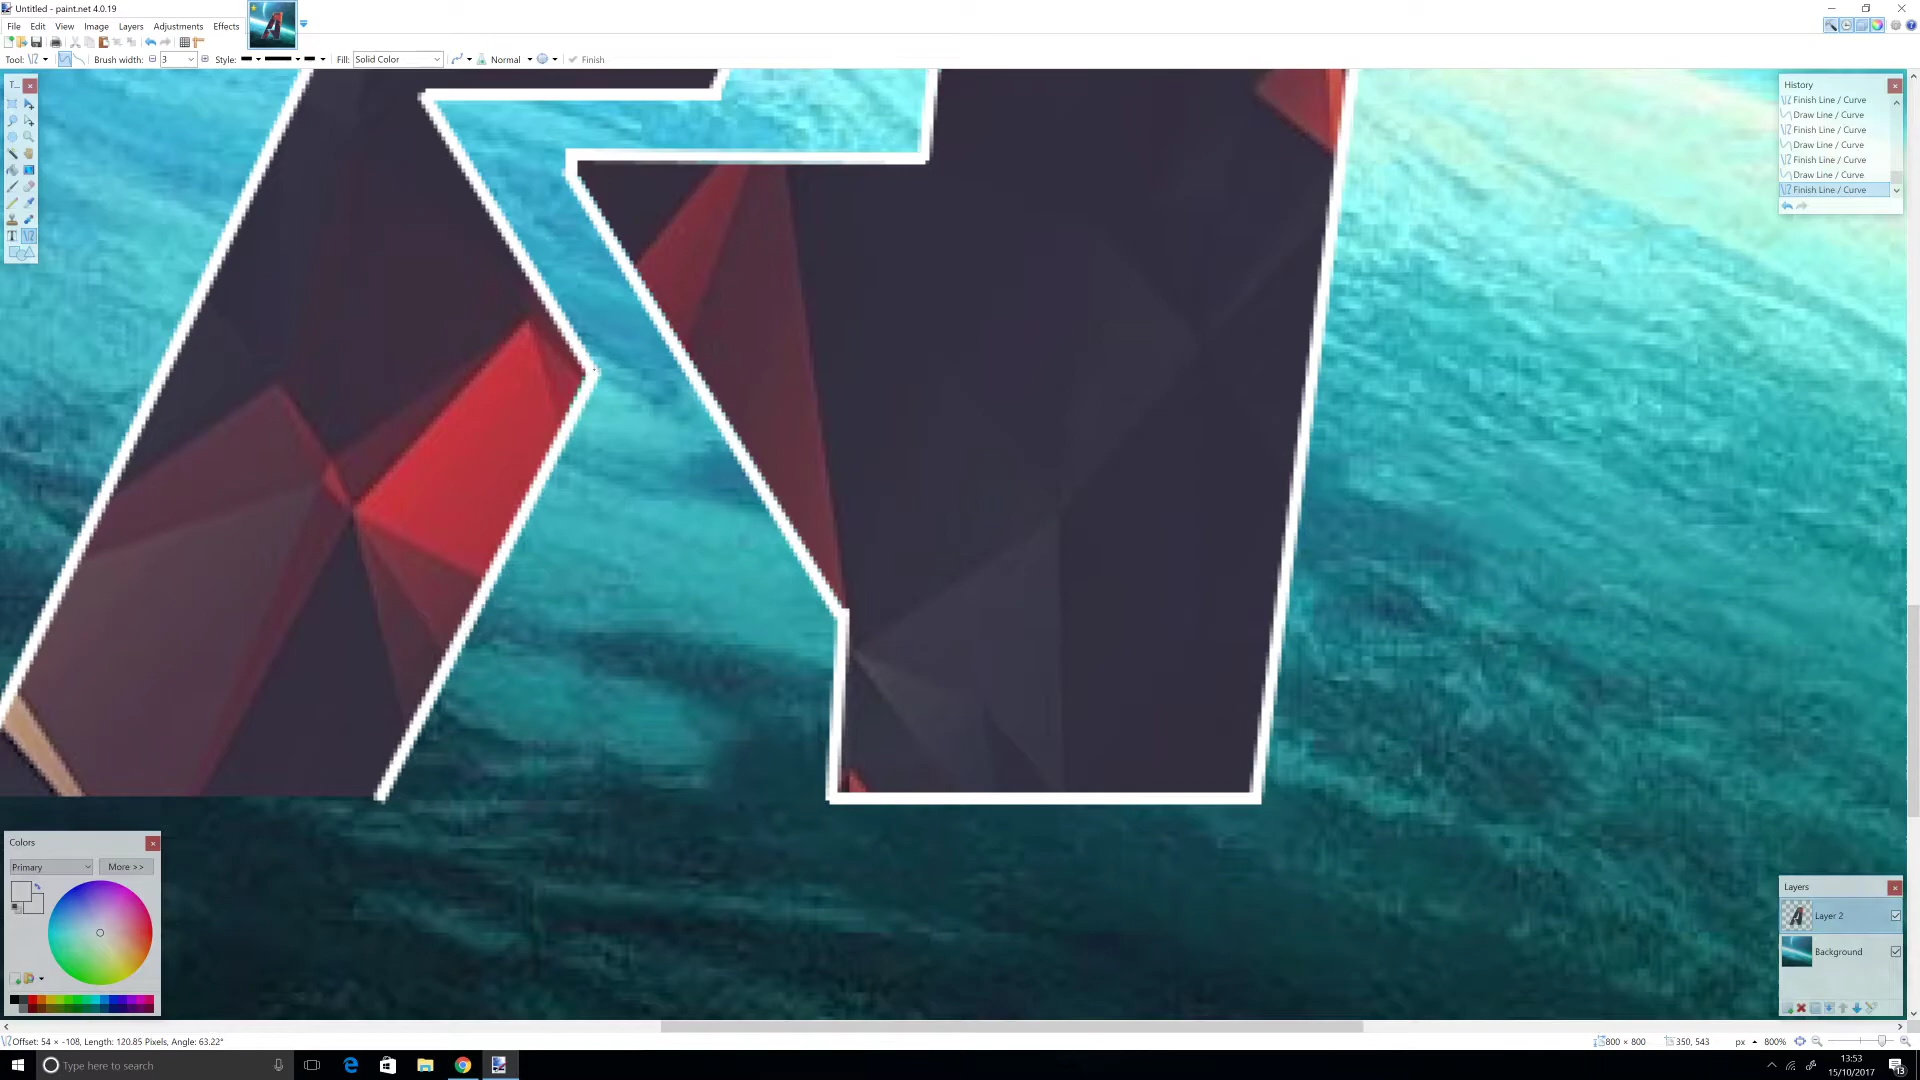 Untitled - paint.net 4.0.19
File Edit View Image Layers Adjustments Effects
Tool: Brush width: 3 Style: Fill: Solid Color Normal Finish
T...
History
Finish Line / Curve
Draw Line / Curve
Finish Line / Curve
Draw Line / Curve
Finish Line / Curve
Draw Line / Curve
Finish Line / Curve
Colors
Primary More >>
Layers
Layer 2
Background
Offset: 54 × -108, Length: 120.85 Pixels, Angle: 63.22° 800 × 800 350, 543 px 800%
Type here to search
13:53
15/10/2017
13